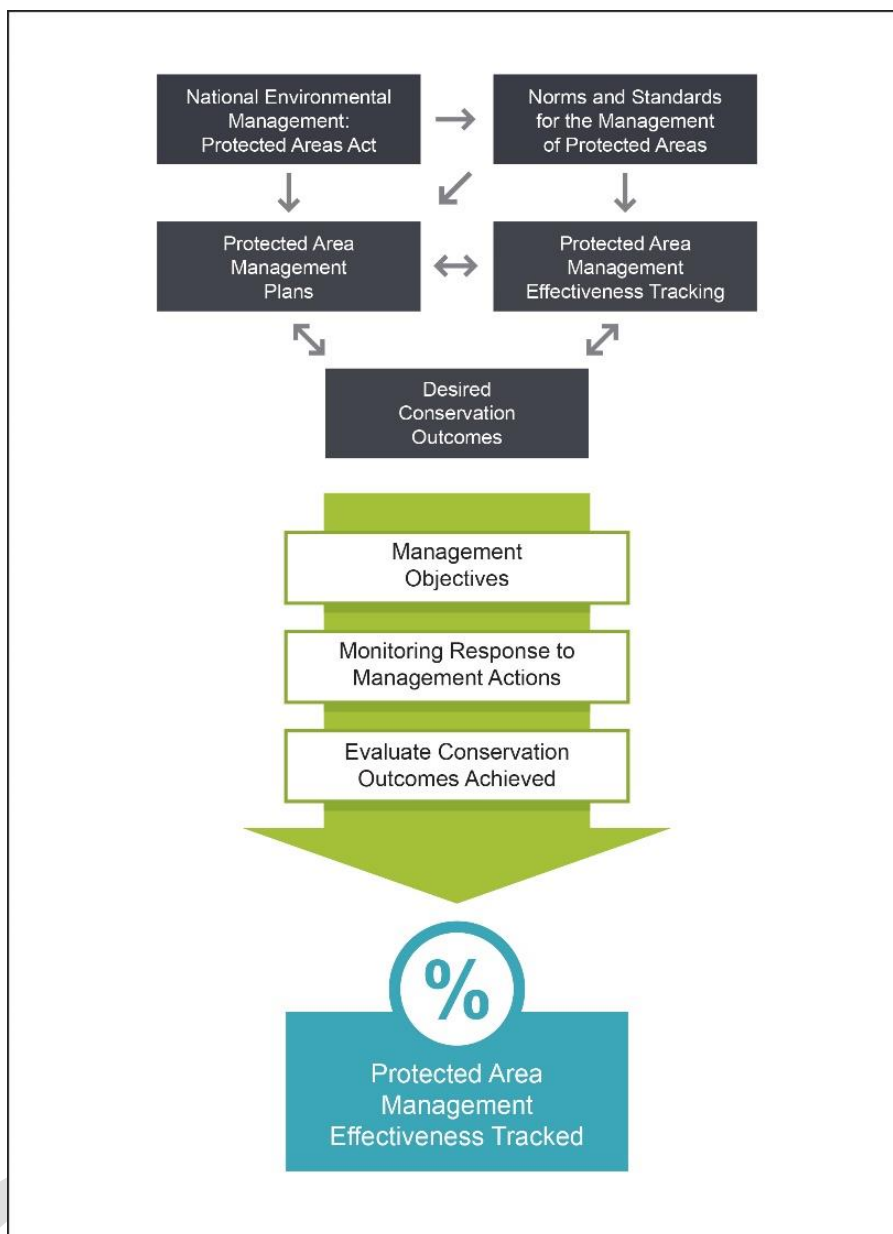 National Environmental
Management:
Protected Areas Act
Norms and Standards
for the Management
of Protected Areas
Protected Area
Management
Plans
Protected Area
Management
Effectiveness Tracking
Desired
Conservation
Outcomes
Management
Objectives
Monitoring Response to
Management Actions
Evaluate Conservation
Outcomes Achieved
%
Protected Area
Management
Effectiveness Tracked